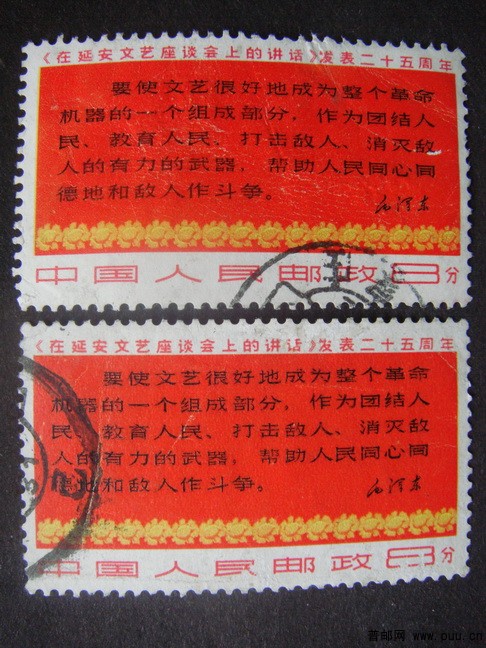 《在延安文艺座谈会上的讲话》发表二十五周年
要使文艺很好地成为整个革命
机器的一个组成部分，作为团结人
民、教育人民、打击敌人、消灭敌
人的有力的武器，帮助人民同心同
德地和敌人作斗争。
毛泽东
中国人民邮政 8分
《在延安文艺座谈会上的讲话》发表二十五周年
要使文艺很好地成为整个革命
机器的一个组成部分，作为团结人
民、教育人民、打击敌人、消灭敌
人的有力的武器，帮助人民同心同
德地和敌人作斗争。
毛泽东
中国人民邮政 8分
普邮网 www.puu.cn